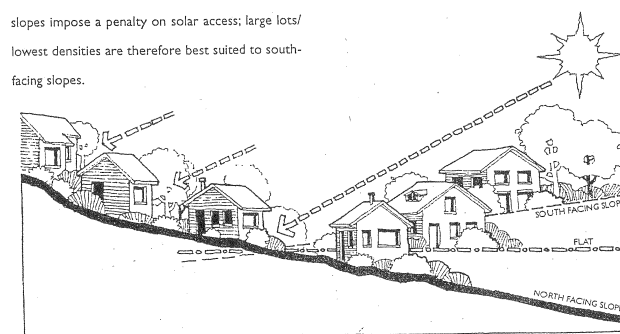 slopes impose a penalty on solar access; large lots/
lowest densities are therefore best suited to south-
facing slopes.
SOUTH FACING SLOP
FLAT
NORTH FACING SLOP